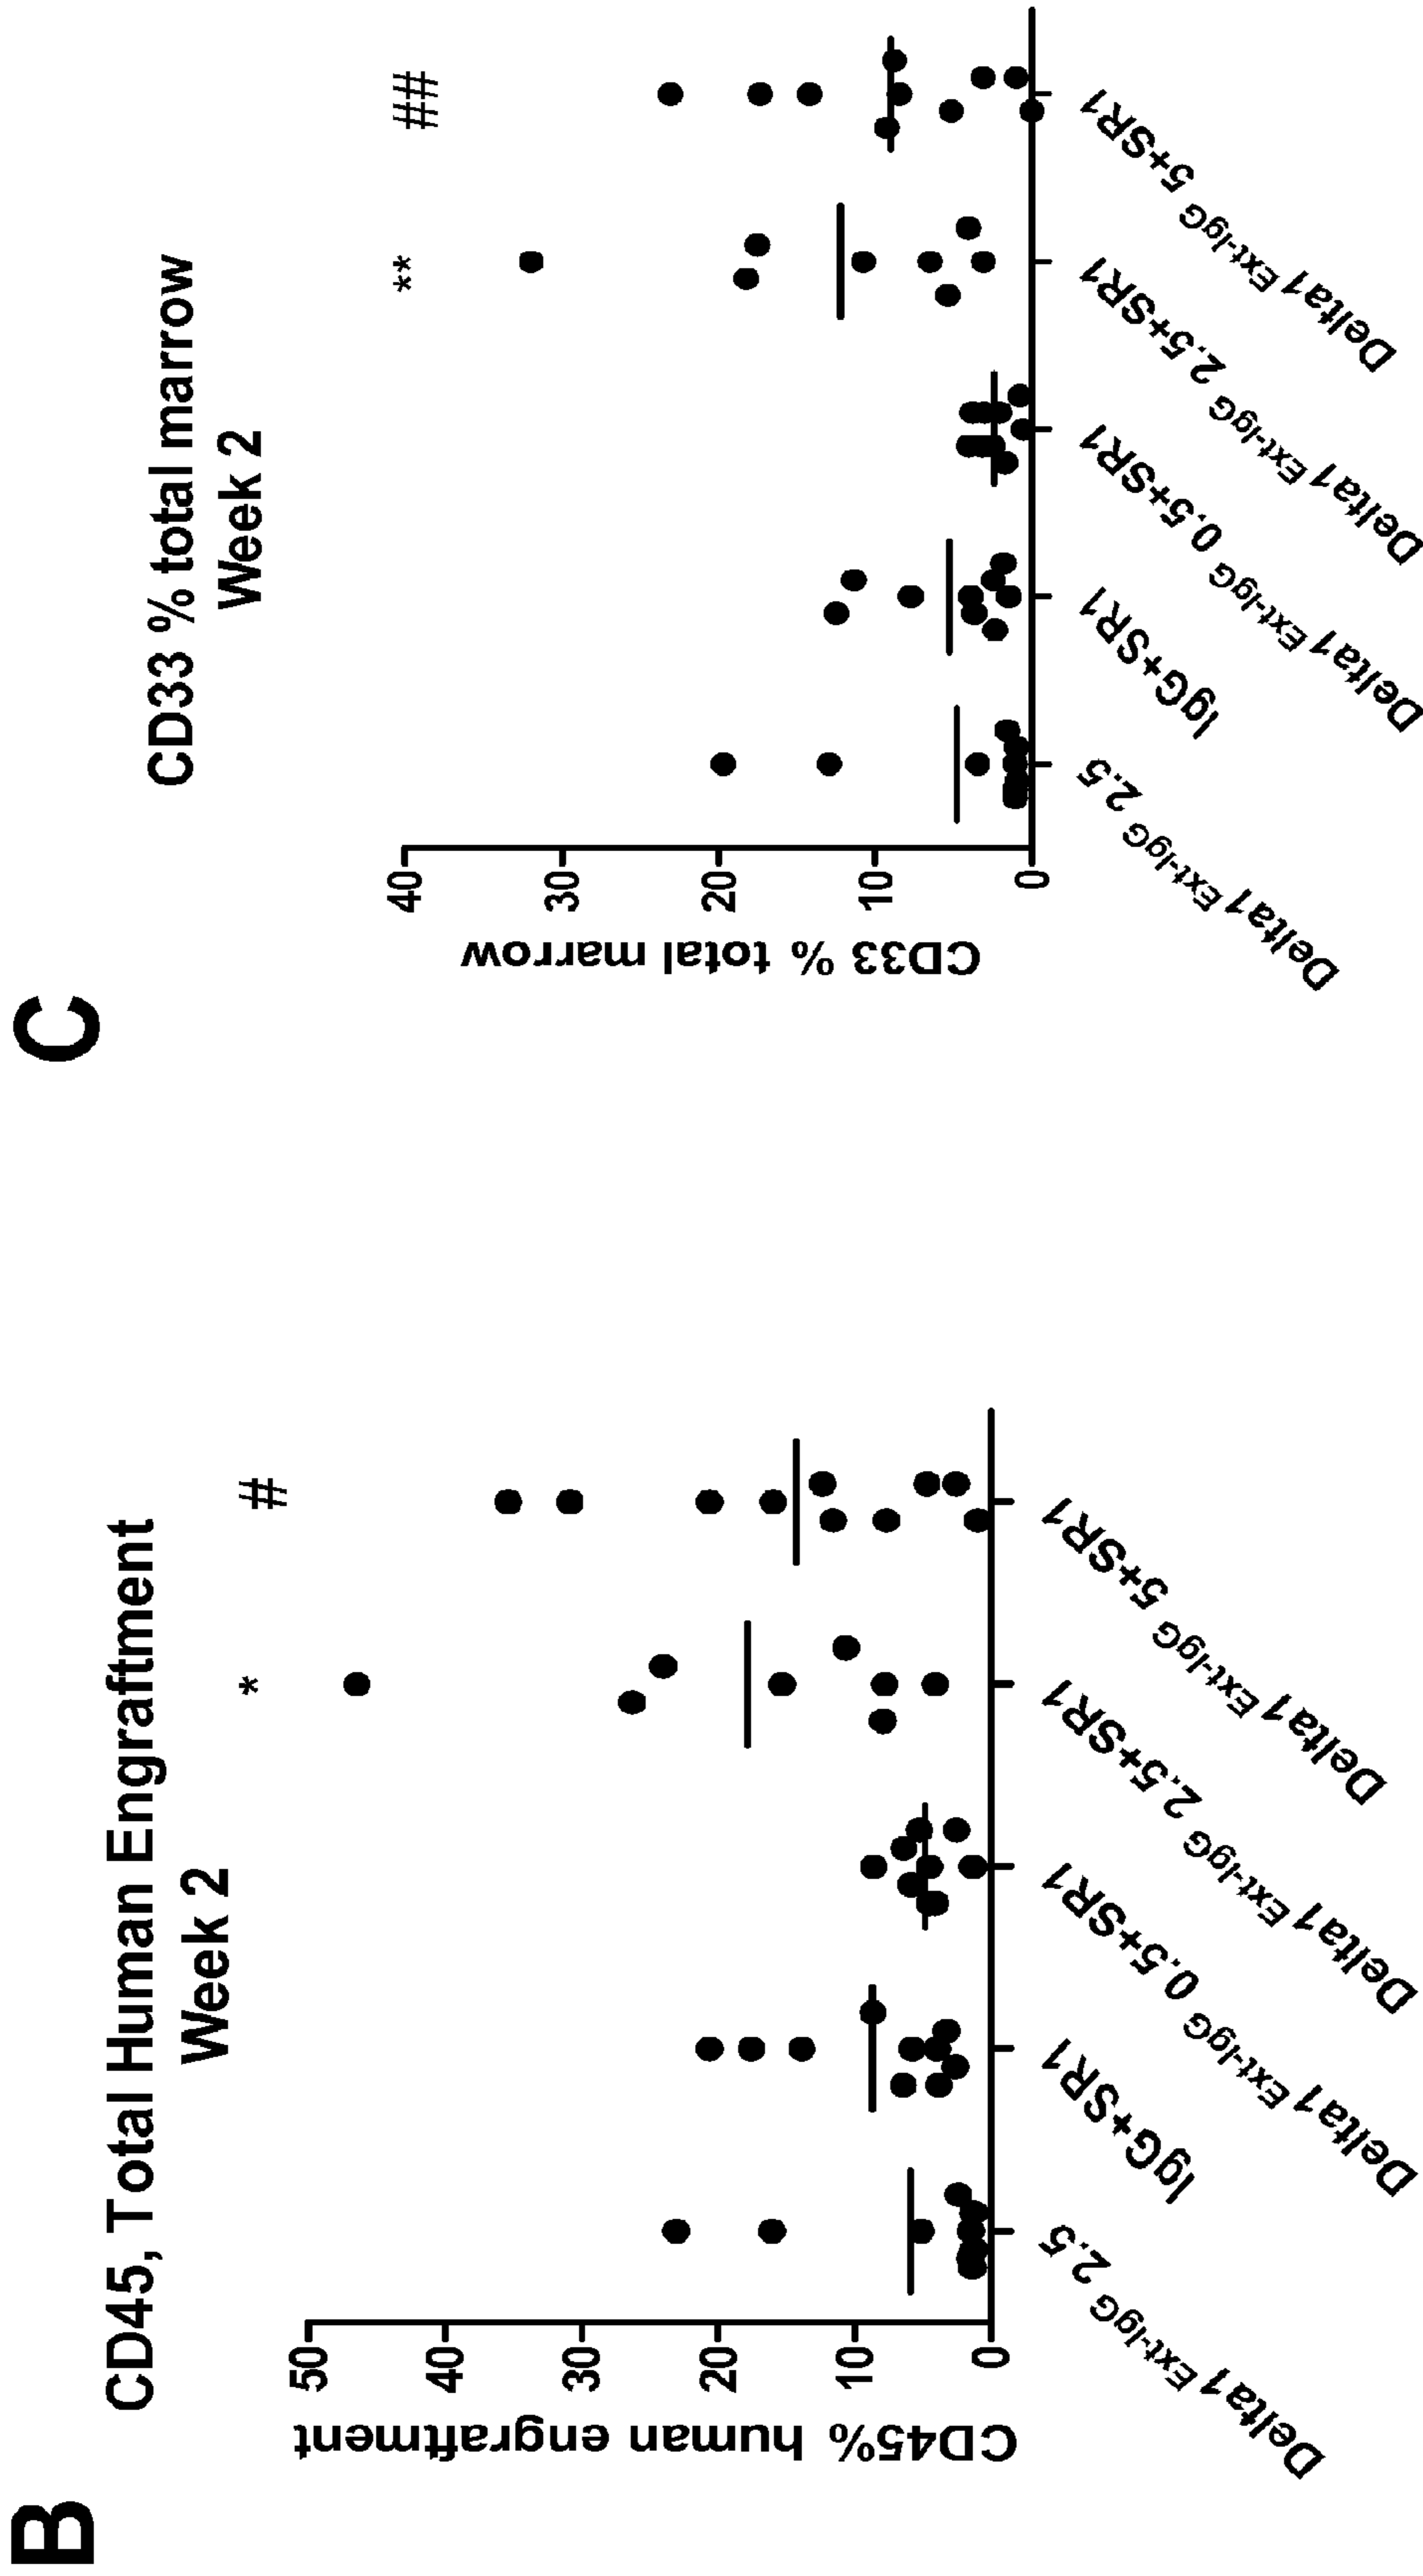 B
CD45, Total Human Engraftment
Week 2
*
#
CD45% human engraftment
50
40
30
20
10
0
Delta1 Ext-IgG 2.5
IgG+SR1
Delta1 Ext-IgG 0.5+SR1
Delta1 Ext-IgG 2.5+SR1
Delta1 Ext-IgG 5+SR1
C
CD33 % total marrow
Week 2
**
##
CD33 % total marrow
40
30
20
10
0
Delta1 Ext-IgG 2.5
IgG+SR1
Delta1 Ext-IgG 0.5+SR1
Delta1 Ext-IgG 2.5+SR1
Delta1 Ext-IgG 5+SR1